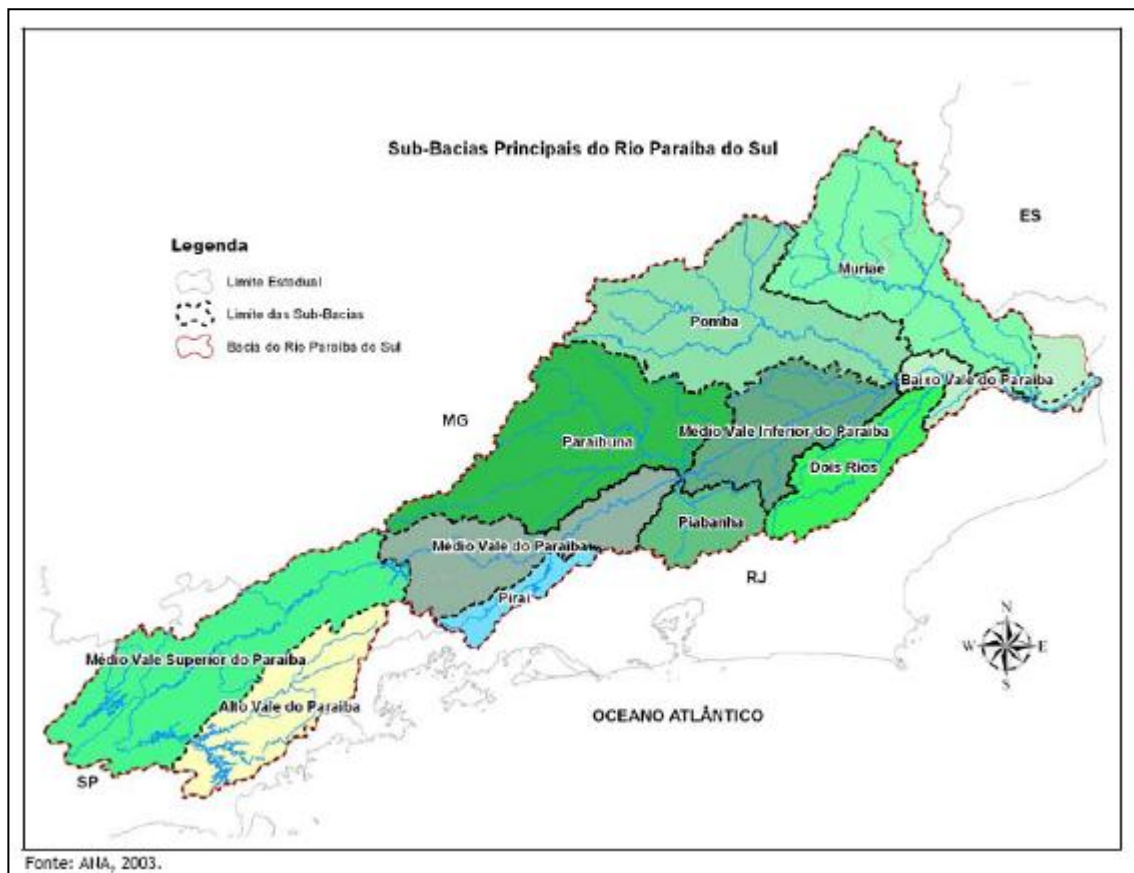 Sub-Bacias Principais do Rio Paraíba do Sul
ES
Legenda
Limite Estadual
Limite das Sub-Bacias
Bacia do Rio Paraíba do Sul
Muriaé
Pomba
Baixo Vale do Paraíba
MG
Paraibuna
Médio Vale Inferior do Paraíba
Dois Rios
Piabanha
Médio Vale do Paraíba
RJ
Piraí
N
W
E
S
Médio Vale Superior do Paraíba
Alto Vale do Paraíba
OCEANO ATLÂNTICO
SP
Fonte: ANA, 2003.